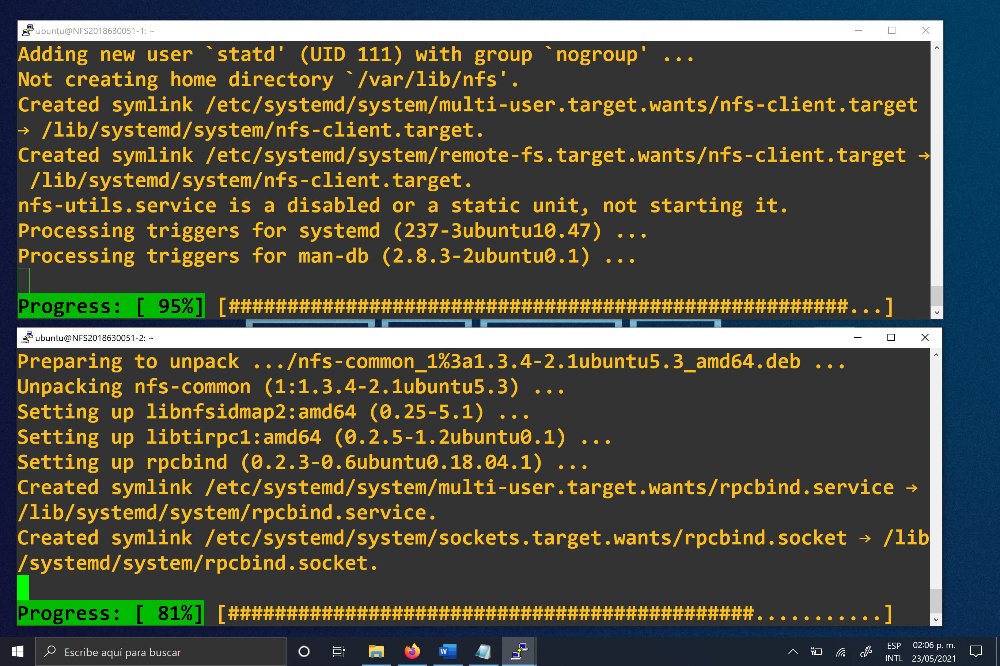 ubuntu@NFS2018630051-1: ~
Adding new user `statd' (UID 111) with group `nogroup' ...
Not creating home directory `/var/lib/nfs'.
Created symlink /etc/systemd/system/multi-user.target.wants/nfs-client.target
→ /lib/systemd/system/nfs-client.target.
Created symlink /etc/systemd/system/remote-fs.target.wants/nfs-client.target →
/lib/systemd/system/nfs-client.target.
nfs-utils.service is a disabled or a static unit, not starting it.
Processing triggers for systemd (237-3ubuntu10.47) ...
Processing triggers for man-db (2.8.3-2ubuntu0.1) ...
Progress: [ 95%] [#####################################################...]
ubuntu@NFS2018630051-2: ~
Preparing to unpack .../nfs-common_1%3a1.3.4-2.1ubuntu5.3_amd64.deb ...
Unpacking nfs-common (1:1.3.4-2.1ubuntu5.3) ...
Setting up libnfsidmap2:amd64 (0.25-5.1) ...
Setting up libtirpc1:amd64 (0.2.5-1.2ubuntu0.1) ...
Setting up rpcbind (0.2.3-0.6ubuntu0.18.04.1) ...
Created symlink /etc/systemd/system/multi-user.target.wants/rpcbind.service →
/lib/systemd/system/rpcbind.service.
Created symlink /etc/systemd/system/sockets.target.wants/rpcbind.socket → /lib
/systemd/system/rpcbind.socket.
Progress: [ 81%] [#############################################...........]
Escribe aquí para buscar
W
ESP
INTL
02:06 p. m.
23/05/2021